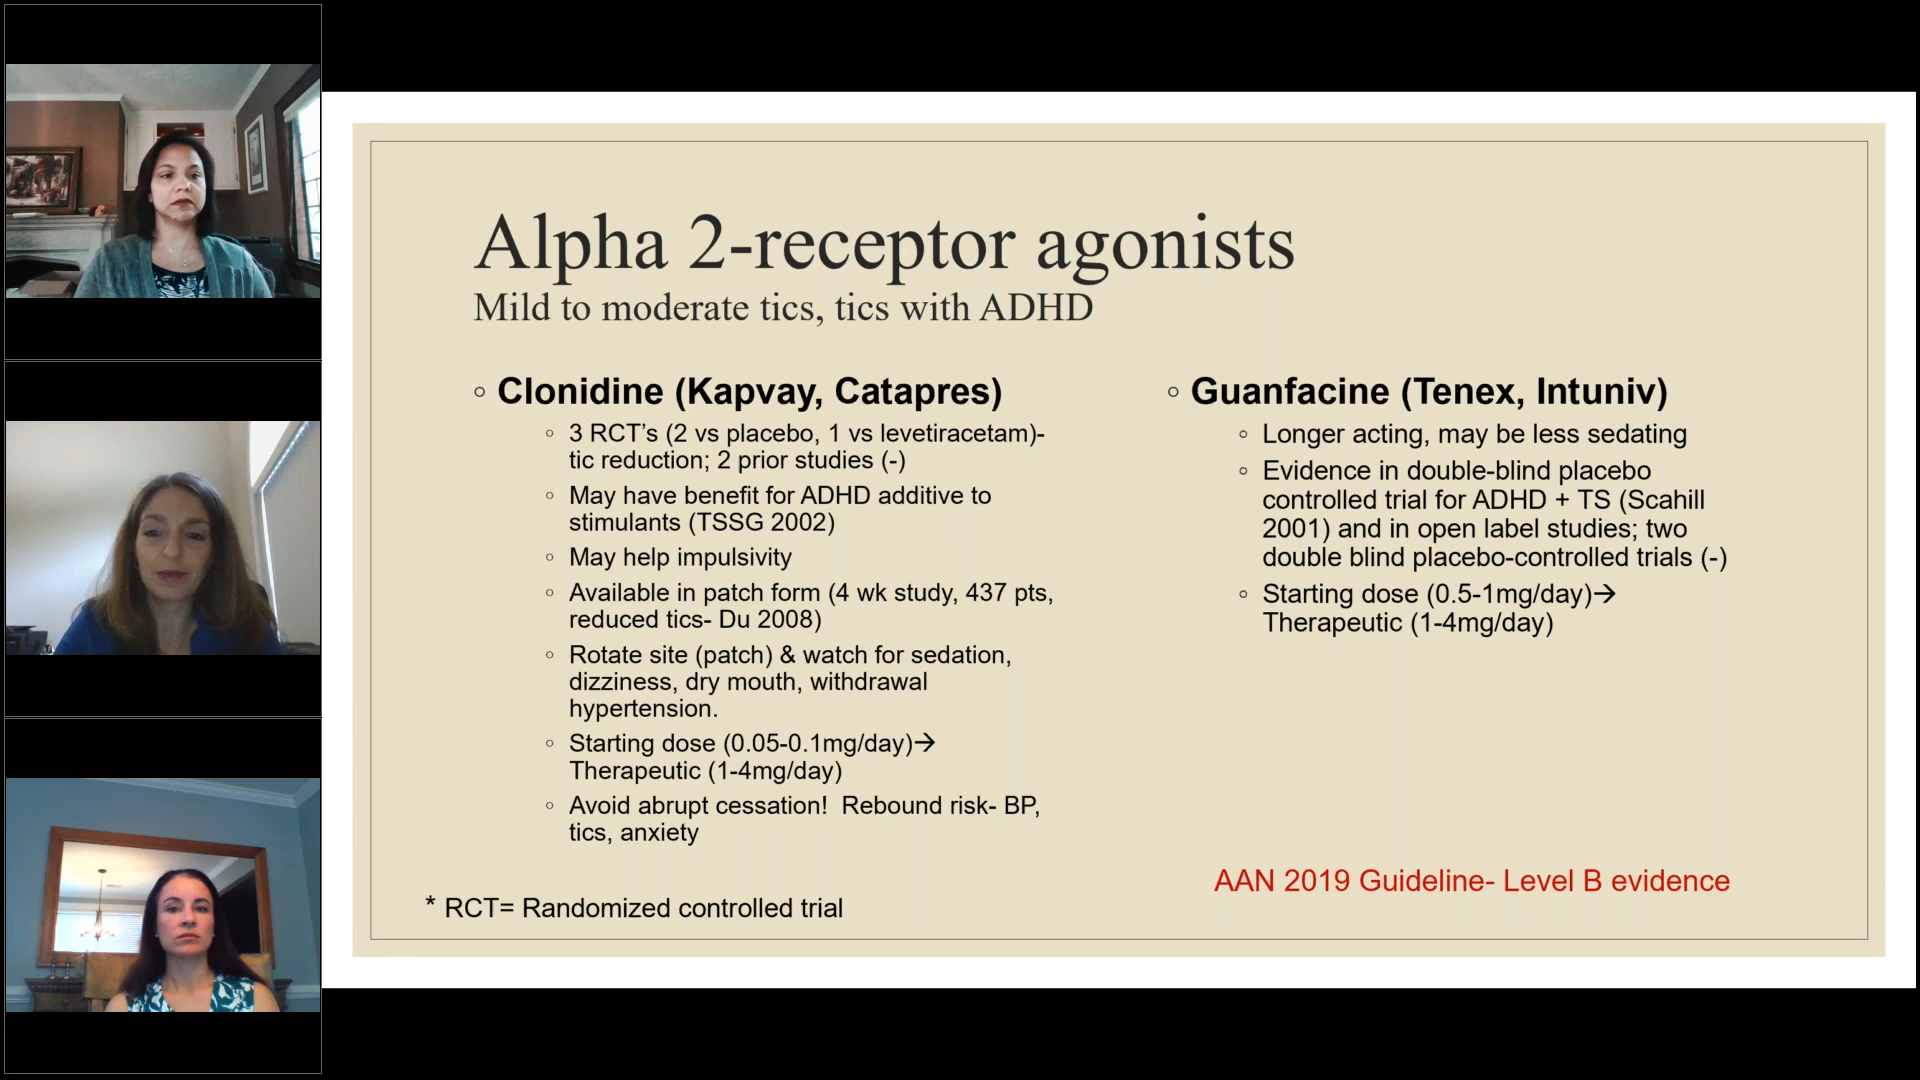 Alpha 2-receptor agonists
Mild to moderate tics, tics with ADHD
◦ Clonidine (Kapvay, Catapres)
◦ 3 RCT’s (2 vs placebo, 1 vs levetiracetam)-
tic reduction; 2 prior studies (-)
◦ May have benefit for ADHD additive to
stimulants (TSSG 2002)
◦ May help impulsivity
◦ Available in patch form (4 wk study, 437 pts,
reduced tics- Du 2008)
◦ Rotate site (patch) & watch for sedation,
dizziness, dry mouth, withdrawal
hypertension.
◦ Starting dose (0.05-0.1mg/day)→
Therapeutic (1-4mg/day)
◦ Avoid abrupt cessation!  Rebound risk- BP,
tics, anxiety
* RCT= Randomized controlled trial
◦ Guanfacine (Tenex, Intuniv)
◦ Longer acting, may be less sedating
◦ Evidence in double-blind placebo
controlled trial for ADHD + TS (Scahill
2001) and in open label studies; two
double blind placebo-controlled trials (-)
◦ Starting dose (0.5-1mg/day)→
Therapeutic (1-4mg/day)
AAN 2019 Guideline- Level B evidence